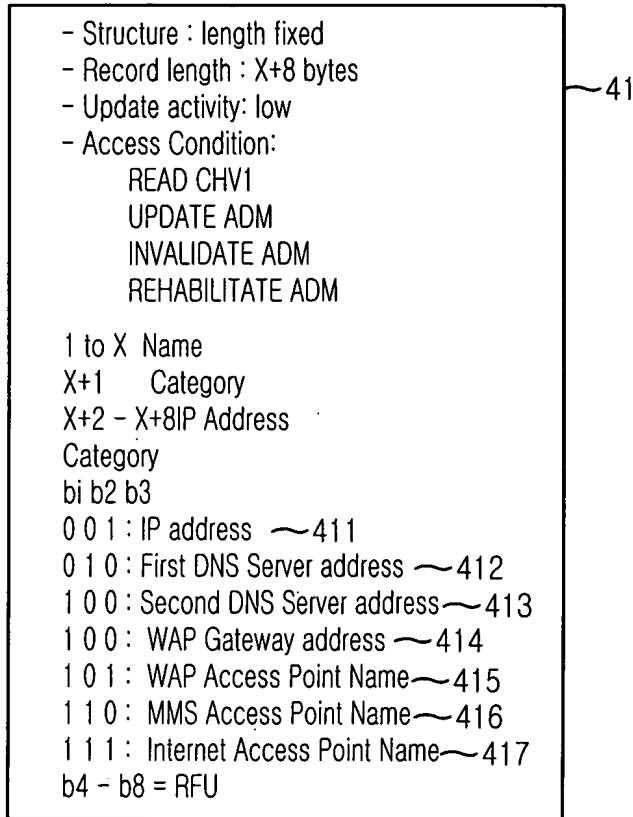 - Structure : length fixed
- Record length : X+8 bytes
- Update activity: low
- Access Condition:
READ CHV1
UPDATE ADM
INVALIDATE ADM
REHABILITATE ADM
41
1 to X Name
X+1 Category
X+2 - X+8IP Address
Category
bi b2 b3
0 0 1 : IP address 411
0 1 0 : First DNS Server address 412
1 0 0 : Second DNS Server address 413
1 0 0 : WAP Gateway address 414
1 0 1 : WAP Access Point Name 415
1 1 0 : MMS Access Point Name 416
1 1 1 : Internet Access Point Name 417
b4 - b8 = RFU